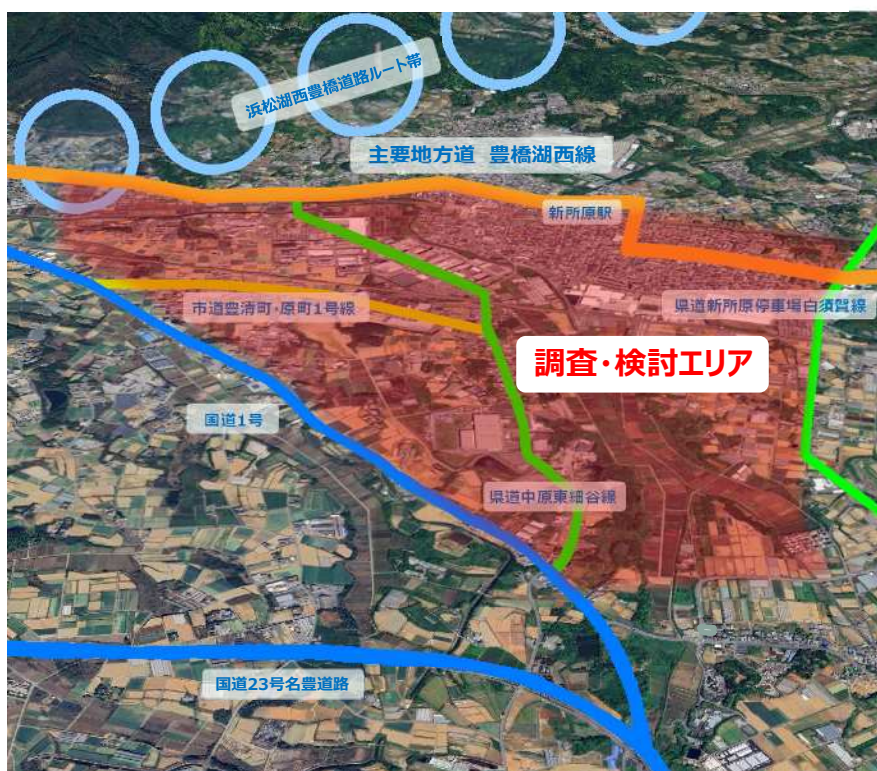 浜松湖西豊橋道路ルート帯
主要地方道 豊橋湖西線
新所原駅
市道豊清町・原町1号線
県道新所原停車場白須賀線
調査・検討エリア
国道1号
県道中原東細谷線
国道23号名豊道路